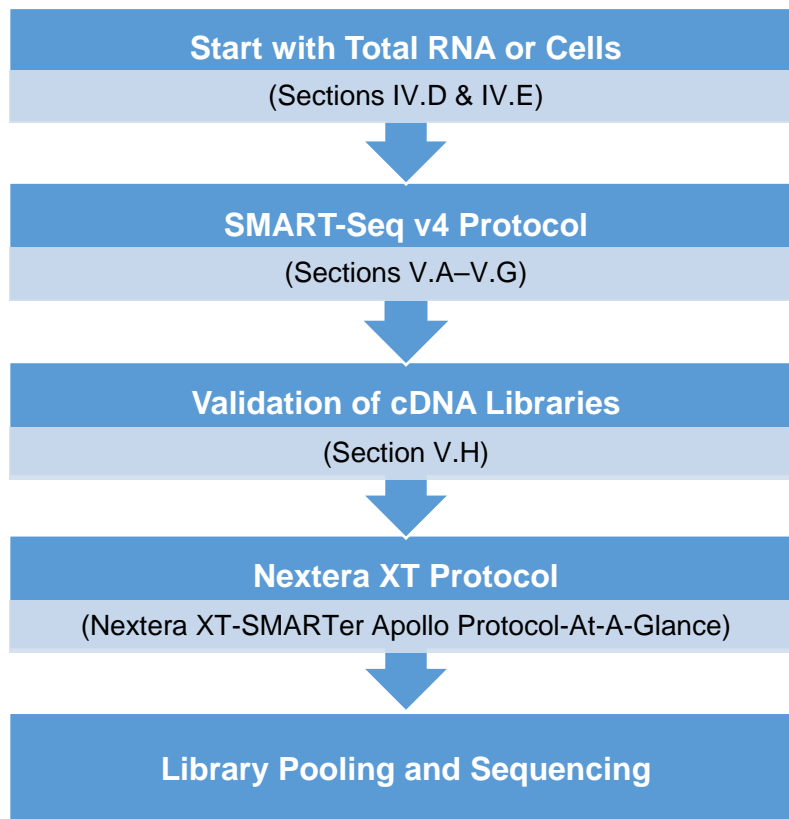 Start with Total RNA or Cells
(Sections IV.D & IV.E)
SMART-Seq v4 Protocol
(Sections V.A–V.G)
Validation of cDNA Libraries
(Section V.H)
Nextera XT Protocol
(Nextera XT-SMARTer Apollo Protocol-At-A-Glance)
Library Pooling and Sequencing